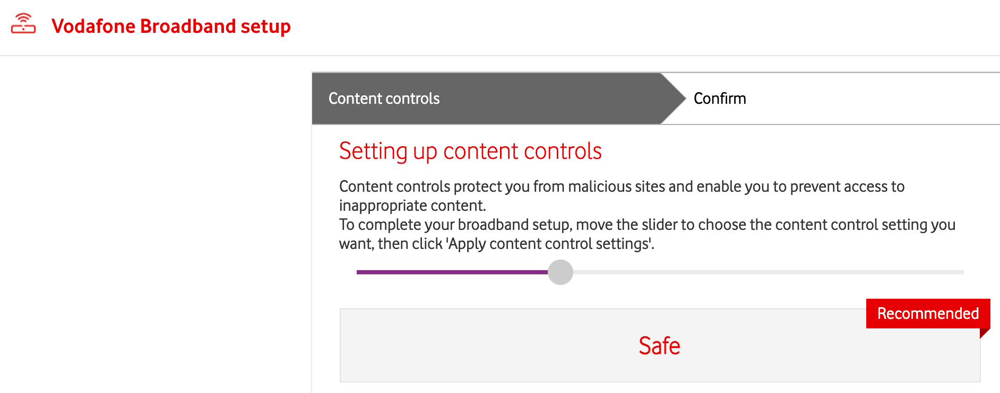 Vodafone Broadband setup
Content controls
Confirm
Setting up content controls
Content controls protect you from malicious sites and enable you to prevent access to
inappropriate content.
To complete your broadband setup, move the slider to choose the content control setting you
want, then click 'Apply content control settings'.
Recommended
Safe